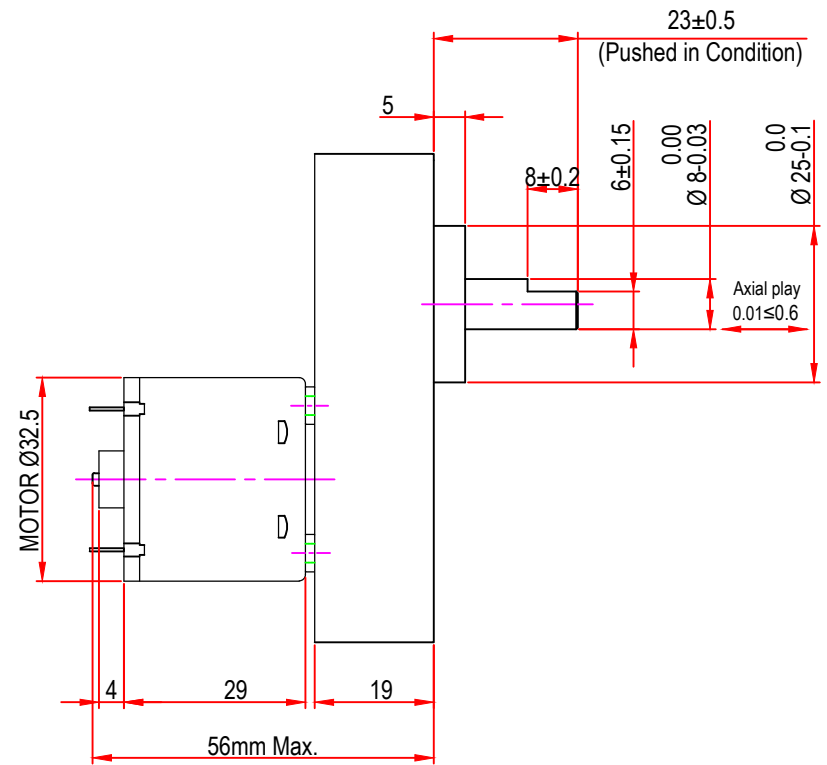 23±0.5
(Pushed in Condition)
5
8±0.2
6±0.15
0.00
Ø 8-0.03
0.0
Ø 25-0.1
Axial play
0.01≤0.6
MOTOR Ø32.5
4
29
19
56mm Max.